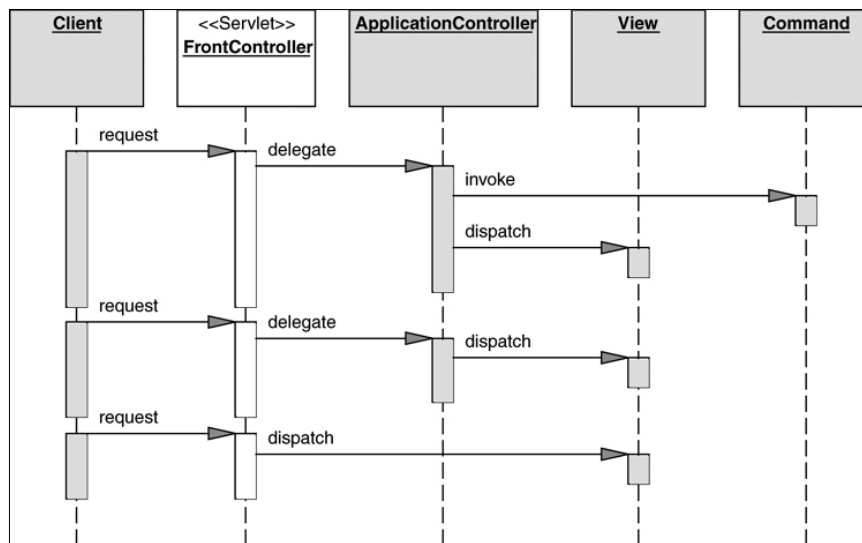 Client
<<Servlet>>
FrontController
ApplicationController
View
Command
request
delegate
invoke
dispatch
request
delegate
dispatch
request
dispatch